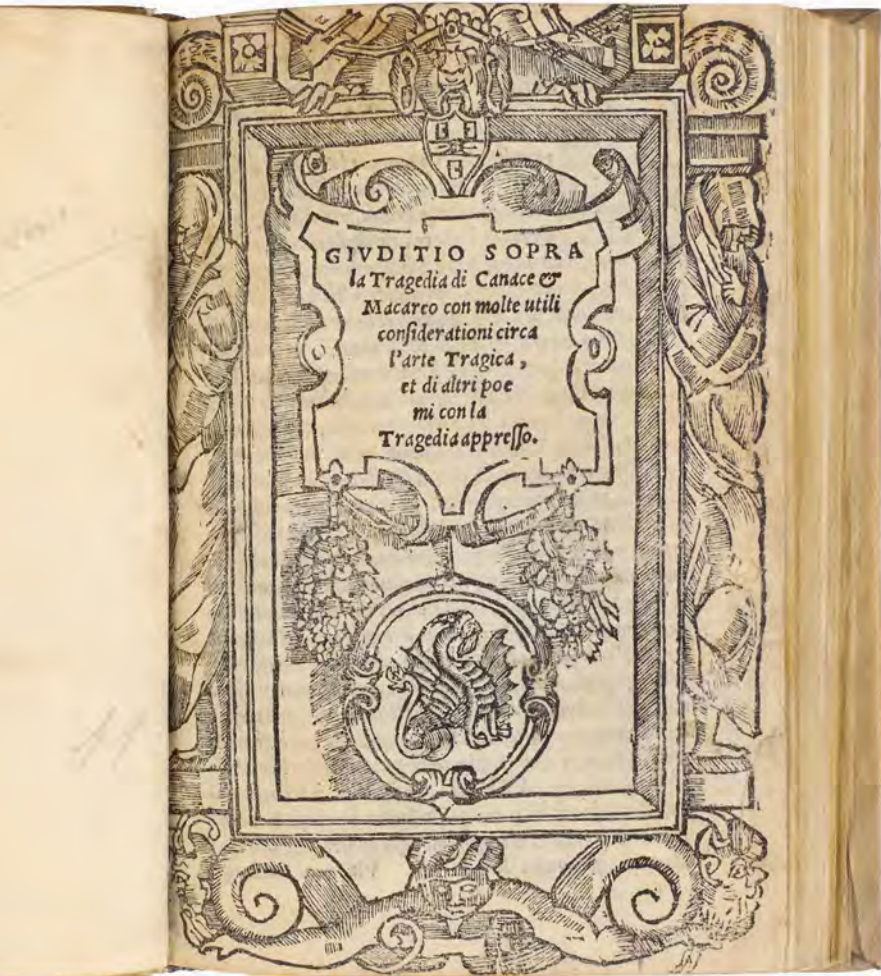 GIVDITIO SOPRA
la Tragedia di Canace &
Macareo con molte utili
considerationi circa
l'arte Tragica,
et di altri poe
mi con la
Tragedia appresso.